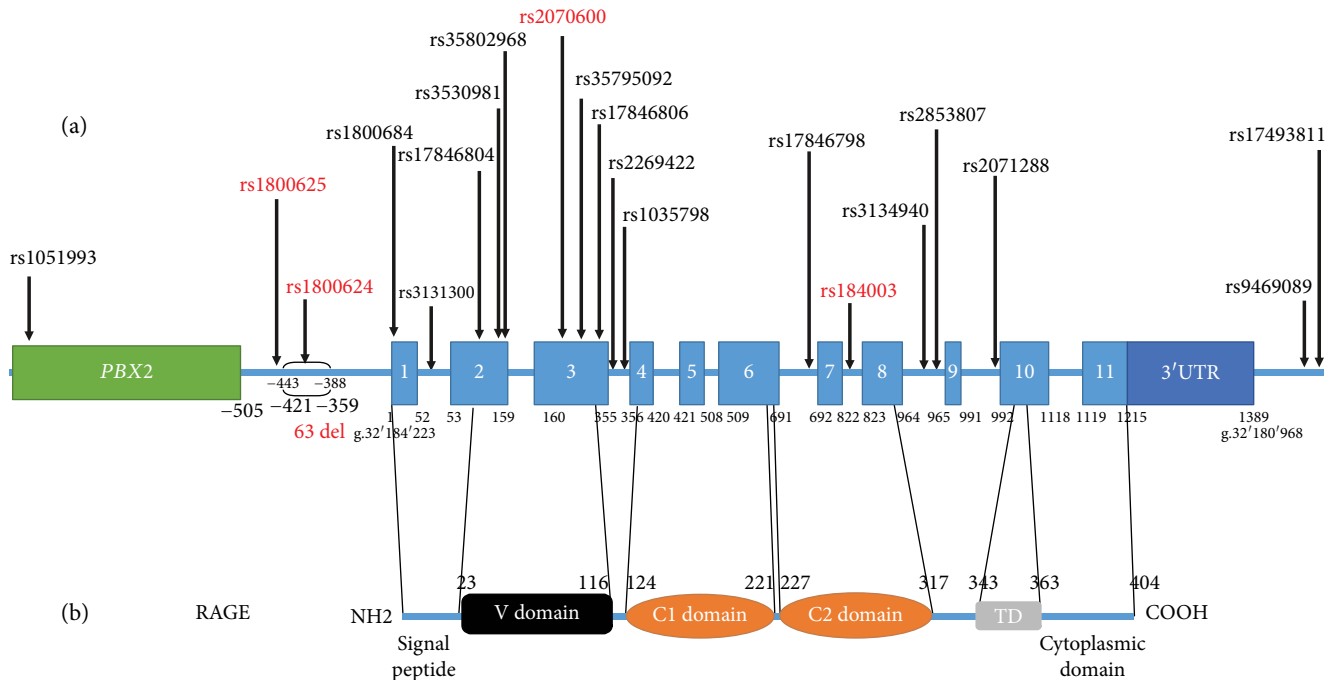 rs2070600
rs35802968
rs35795092
rs3530981
rs17846806
rs2853807
(a)
rs1800684
rs17846798
rs17493811
rs17846804
rs2269422
rs2071288
rs1800625
rs1035798
rs3134940
rs1051993
rs1800624
rs3131300
rs184003
rs9469089
PBX2
1
2
3
4
5
6
7
8
9
10
11
3′UTR
−443
−388
−505
−421
−359
63 del
1
52
53
159
160
355
356
420
421
508
509
691
692
822
823
964
965
991
992
1118
1119
1215
1389
g.32′184′223
g.32′180′968
23
116
124
221
227
317
343
363
404
(b)
RAGE
NH2
V domain
C1 domain
C2 domain
TD
COOH
Signal
peptide
Cytoplasmic
domain